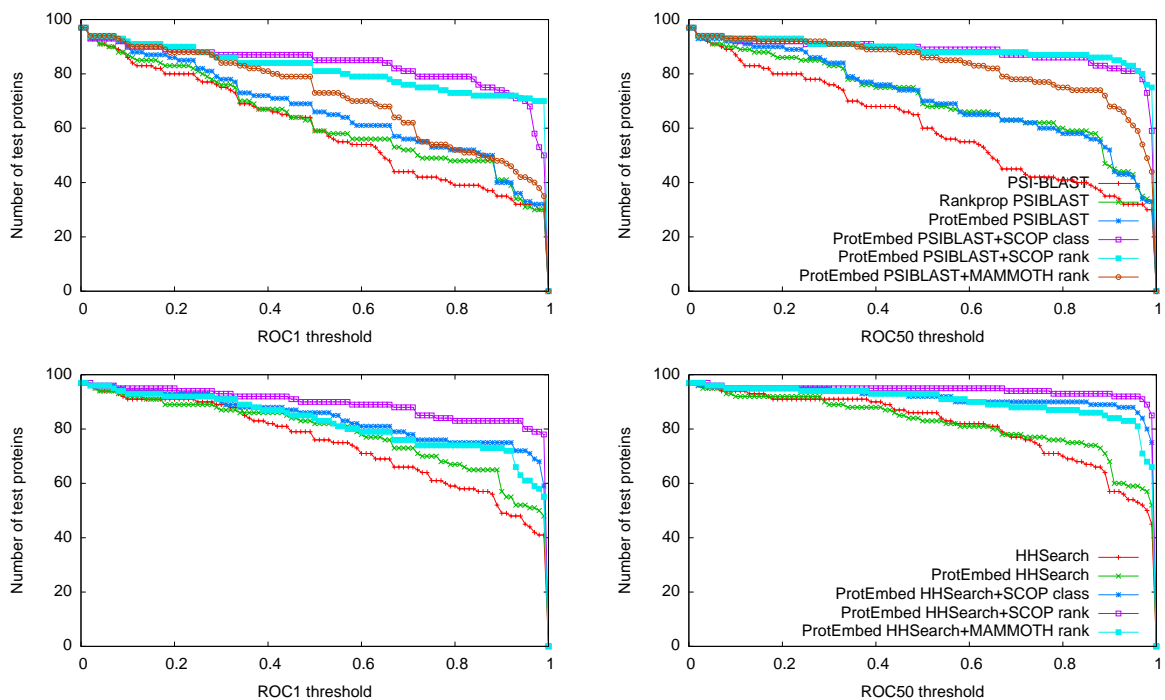 Number of test proteins
100
80
60
40
20
0
0 0.2 0.4 0.6 0.8 1
ROC1 threshold
Number of test proteins
100
80
60
40
20
0
PSI-BLAST
Rankprop PSIBLAST
ProtEmbed PSIBLAST
ProtEmbed PSIBLAST+SCOP class
ProtEmbed PSIBLAST+SCOP rank
ProtEmbed PSIBLAST+MAMMOTH rank
0 0.2 0.4 0.6 0.8 1
ROC50 threshold
Number of test proteins
100
80
60
40
20
0
0 0.2 0.4 0.6 0.8 1
ROC1 threshold
Number of test proteins
100
80
60
40
20
0
HHSearch
ProtEmbed HHSearch
ProtEmbed HHSearch+SCOP class
ProtEmbed HHSearch+SCOP rank
ProtEmbed HHSearch+MAMMOTH rank
0 0.2 0.4 0.6 0.8 1
ROC50 threshold